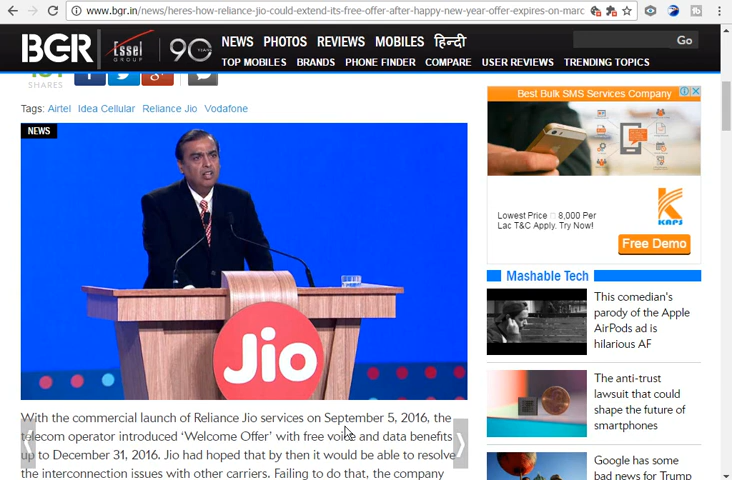 www.bgr.in/news/heres-how-reliance-jio-could-extend-its-free-offer-after-happy-new-year-offer-expires-on-marc
BGR
Essel
GROUP
90
NEWS PHOTOS REVIEWS MOBILES हिन्दी
Go
TOP MOBILES BRANDS PHONE FINDER COMPARE USER REVIEWS TRENDING TOPICS
SHARES
Tags: Airtel Idea Cellular Reliance Jio Vodafone
NEWS
Jio
With the commercial launch of Reliance Jio services on September 5, 2016, the
telecom operator introduced ‘Welcome Offer’ with free voice and data benefits
up to December 31, 2016. Jio had hoped that by then it would be able to resolve
the interconnection issues with other carriers. Failing to do that, the company
Best Bulk SMS Services Company
Lowest Price 8,000 Per
Lac T&C Apply. Try Now!
KAPS
Free Demo
Mashable Tech
This comedian's
parody of the Apple
AirPods ad is
hilarious AF
The anti-trust
lawsuit that could
shape the future of
smartphones
Google has some
bad news for Trump